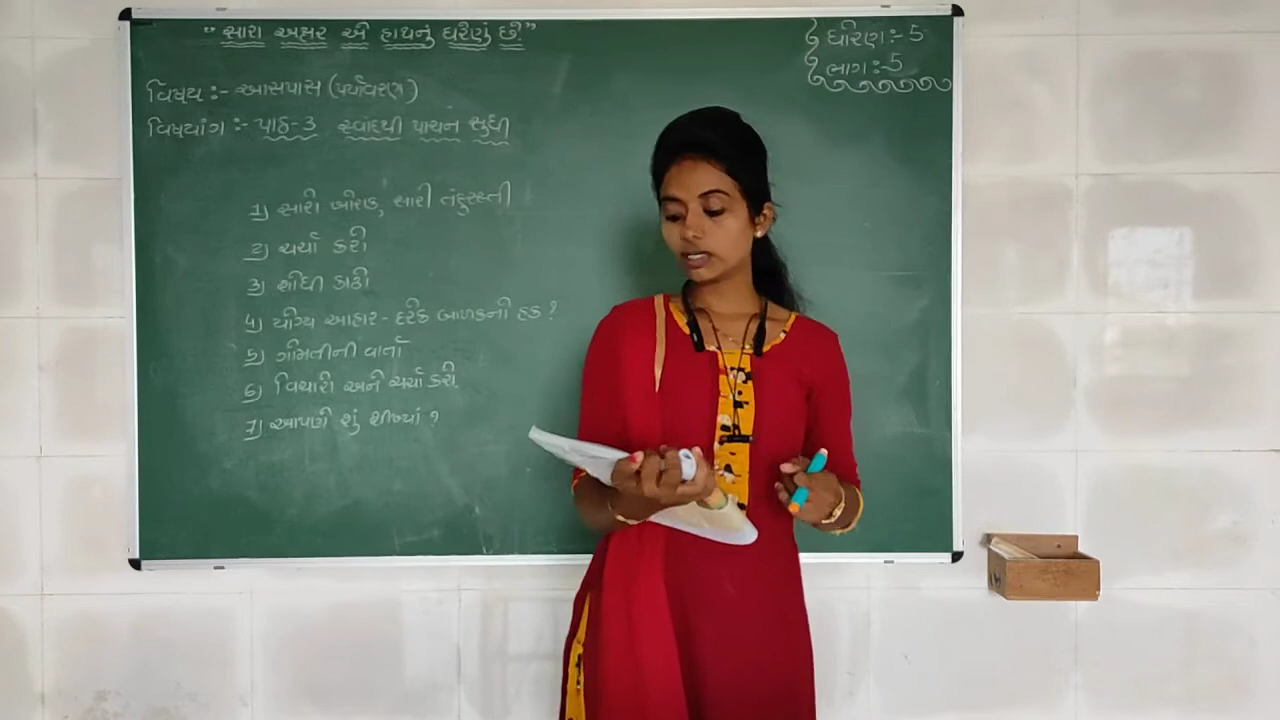 “સારા અક્ષર એ હાથનું ઘરેણું છે.”
ધોરણ :- 5
ભાગ :- 5
વિષય :- આસપાસ (પર્યાવરણ)
વિષયાંગ :- પાઠ-3 સ્વાદથી પાચન સુધી
1) સારો ખોરાક, સારી તંદુરસ્તી
2) ચર્ચા કરો
3) શોધી કાઢો
4) યોગ્ય આહાર - દરેક બાળકનો હક ?
5) ગોમતીની વાર્તા
6) વિચારો અને ચર્ચા કરો.
7) આપણે શું શીખ્યાં ?